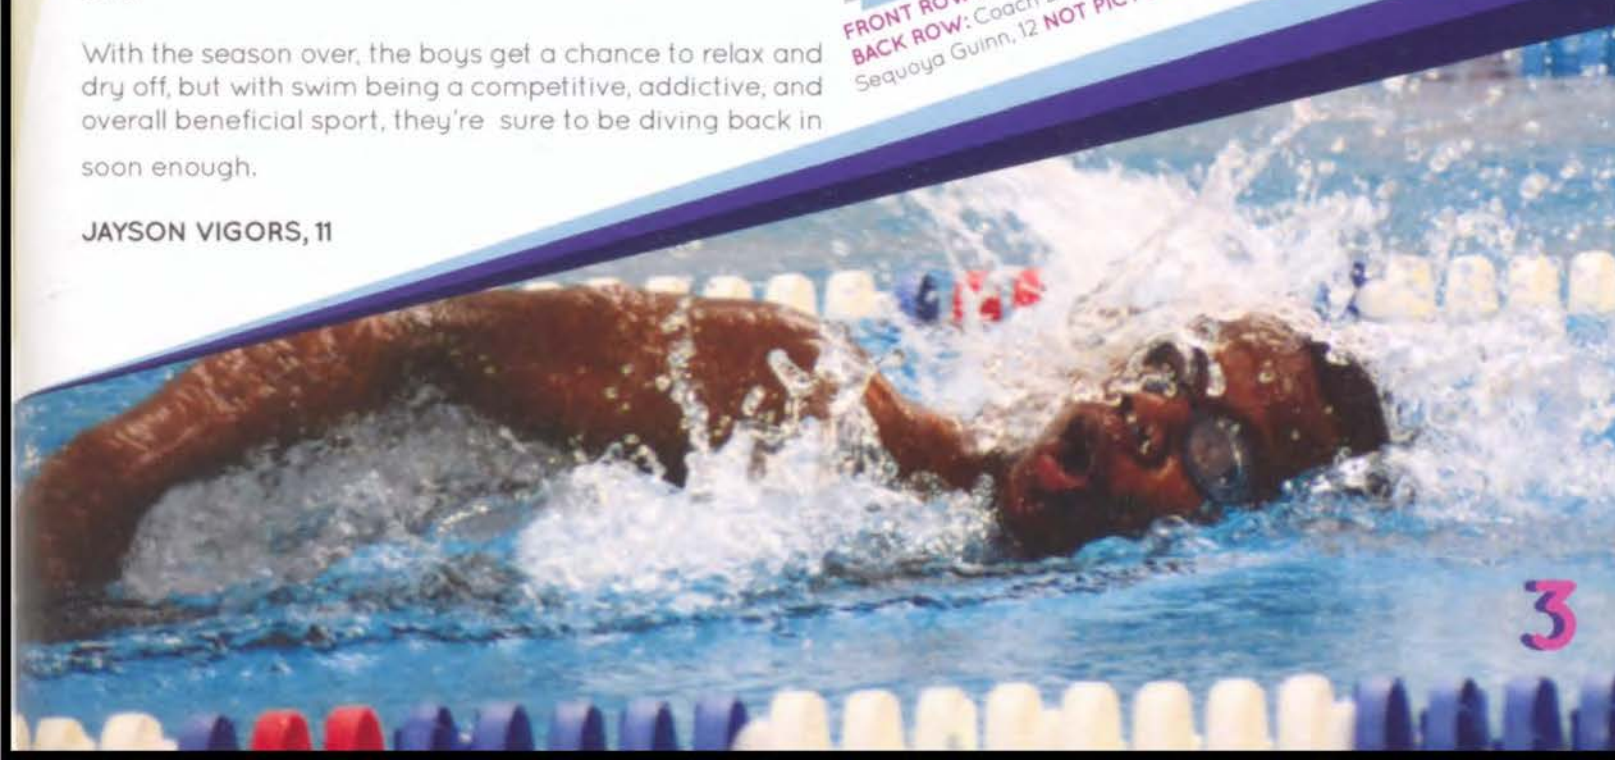 With the season over, the boys get a chance to relax and
dry off, but with swim being a competitive, addictive, and
overall beneficial sport, they're sure to be diving back in
soon enough.
JAYSON VIGORS, 11
FRONT ROW
BACK ROW: Coach
Sequoya Guinn, 12 NOT
3